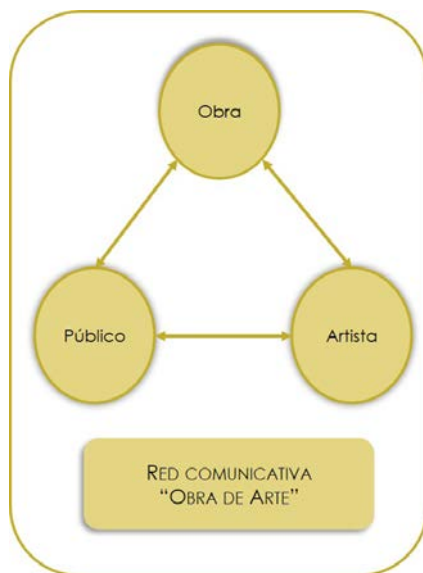 Obra
Público
Artista
RED COMUNICATIVA
“OBRA DE ARTE”